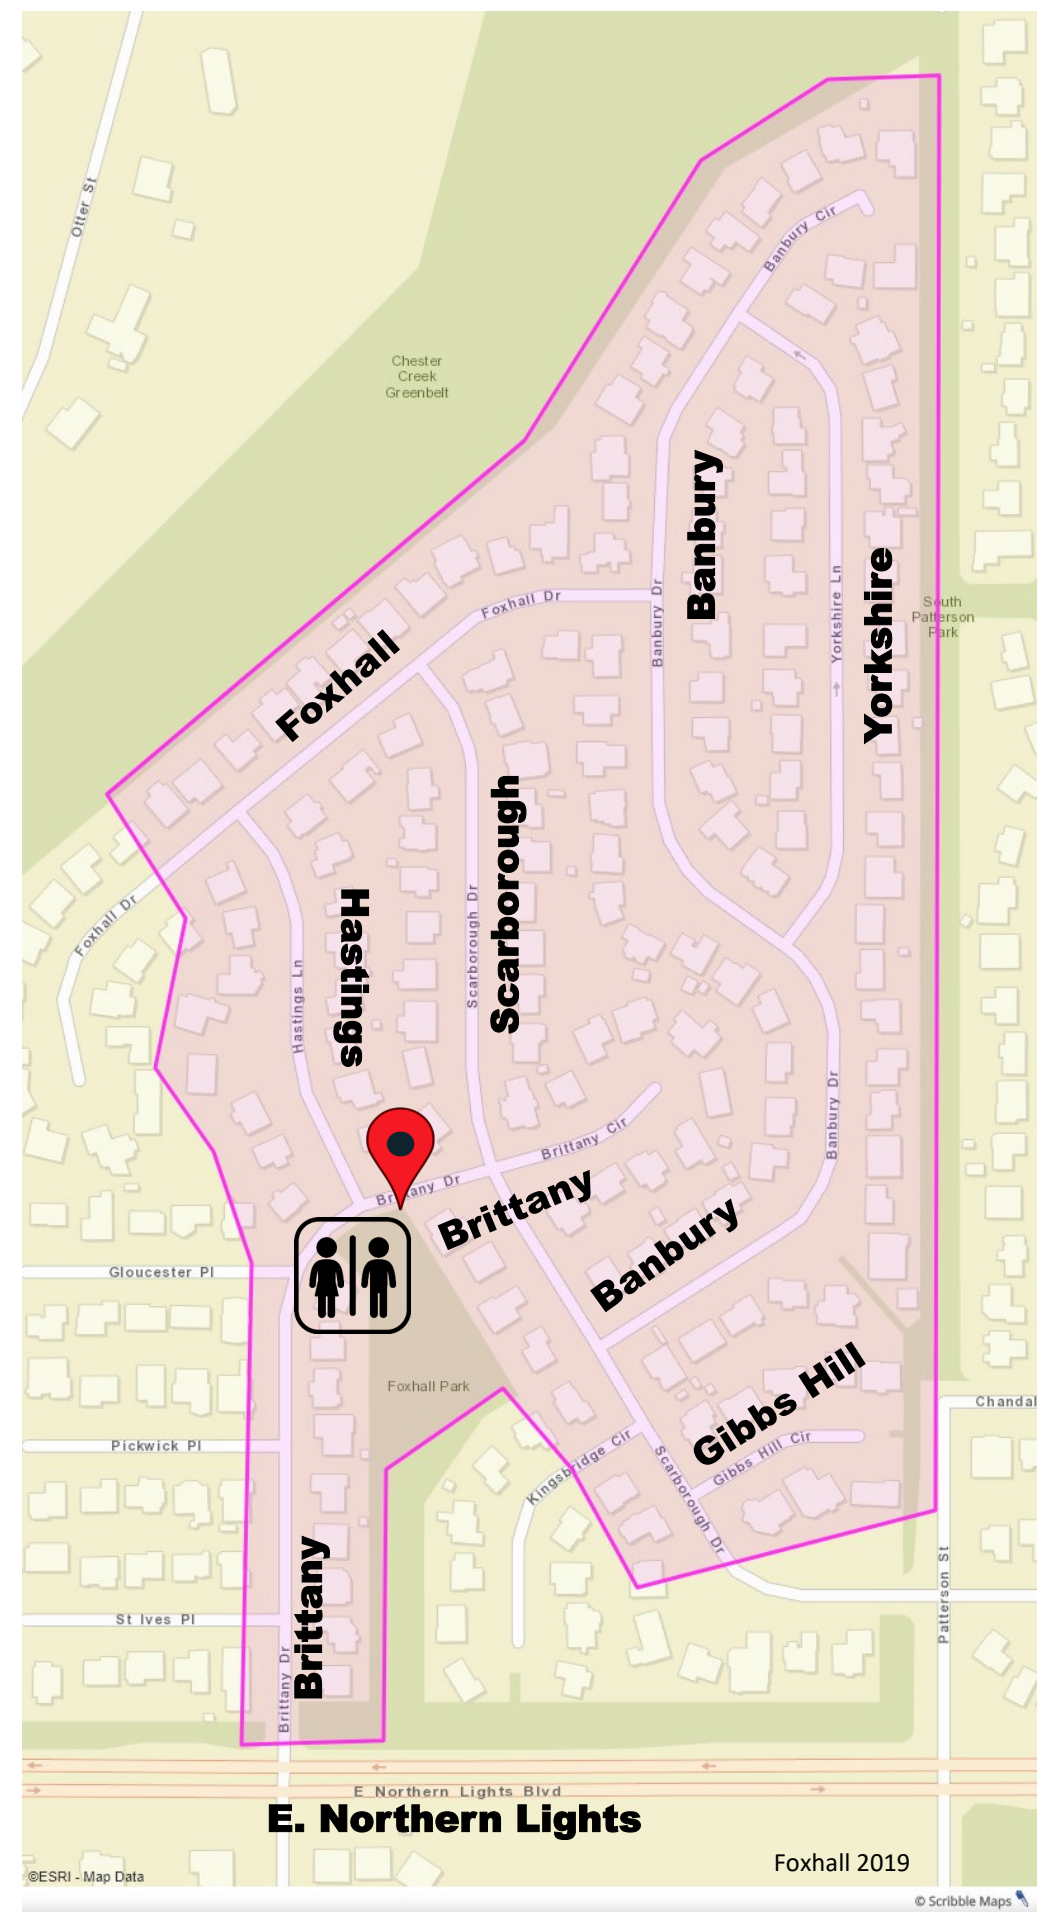 Otter St
Banbury Cir
Chester
Creek
Greenbelt
Banbury
Yorkshire
Foxhall Dr
Banbury Dr
Yorkshire Ln
South
Patterson
Park
Foxhall
Scarborough
Hastings
Foxhall Dr
Scarborough Dr
Hastings Ln
Banbury Dr
Brittany Cir
Brittany Dr
Brittany
Banbury
Gloucester Pl
Gibbs Hill
Foxhall Park
Chandal
Pickwick Pl
Kingsbridge Cir
Scarborough Dr
Gibbs Hill Cir
Brittany
St Ives Pl
Patterson St
Brittany Dr
E Northern Lights Blvd
E. Northern Lights
Foxhall 2019
©ESRI - Map Data
© Scribble Maps